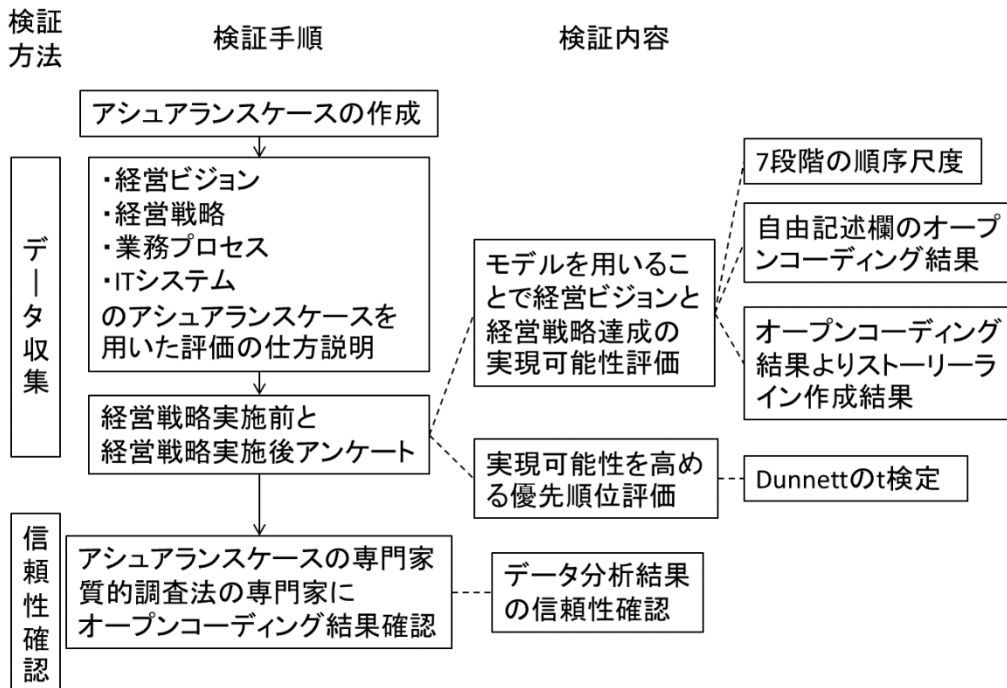 検証
方法
検証手順
検証内容
アシュアランスケースの作成
データ収集
・経営ビジョン
・経営戦略
・業務プロセス
・ITシステム
のアシュアランスケースを
用いた評価の仕方説明
経営戦略実施前と
経営戦略実施後アンケート
モデルを用いるこ
とで経営ビジョンと
経営戦略達成の
実現可能性評価
7段階の順序尺度
自由記述欄のオープ
ンコーディング結果
オープンコーディング
結果よりストーリーラ
イン作成結果
実現可能性を高め
る優先順位評価
Dunnettのt検定
信頼性確認
アシュアランスケースの専門家
質的調査法の専門家に
オープンコーディング結果確認
データ分析結果
の信頼性確認